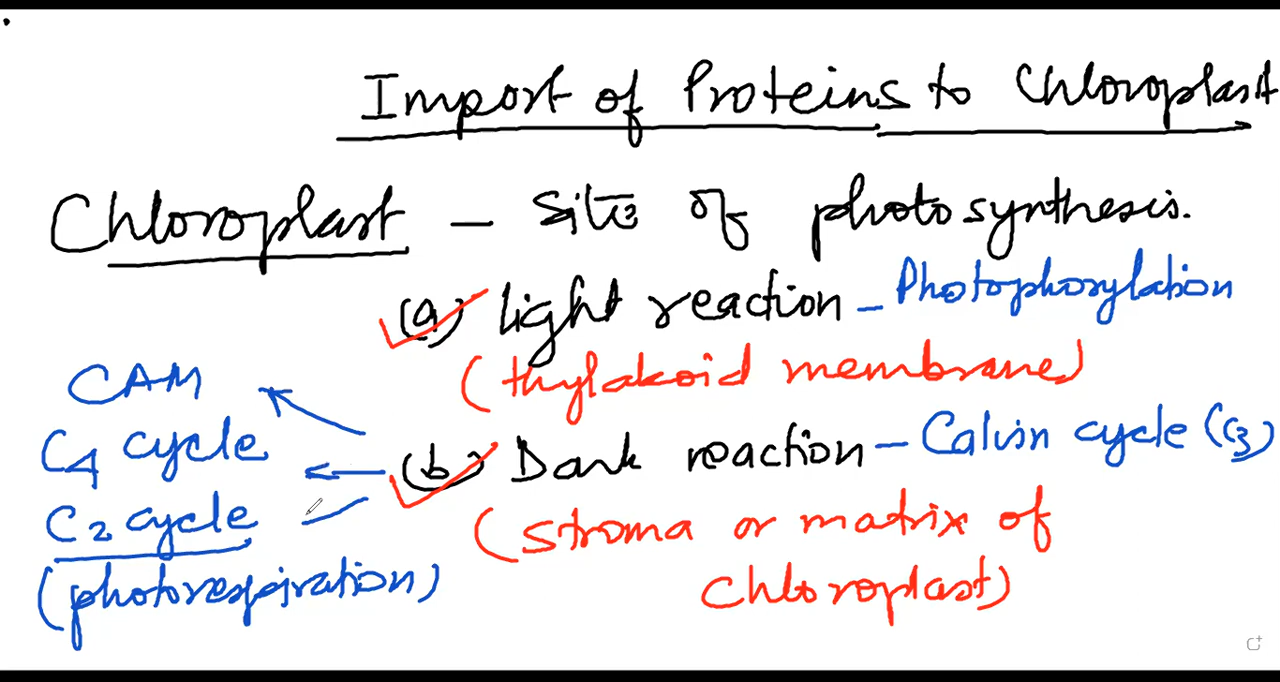 Import of Proteins to Chloroplast
Chloroplast - Site of photosynthesis.
(a) light reaction - Photophosylation
(thylakoid membrane)
CAM
C4 cycle
(b) Dark reaction - Calvin cycle (C3)
C2 cycle
(stroma or matrix of
(photorespiration)
chloroplast)